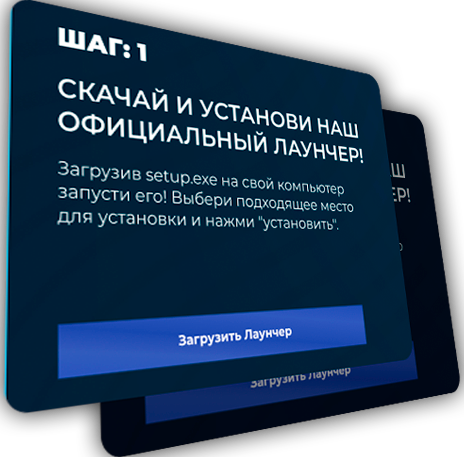 ШАГ: 1
СКАЧАЙ И УСТАНОВИ НАШ
ОФИЦИАЛЬНЫЙ ЛАУНЧЕР!
Загрузив setup.exe на свой компьютер
запусти его! Выбери подходящее место
для установки и нажми "установить".
Загрузить Лаунчер
Загрузить Лаунчер